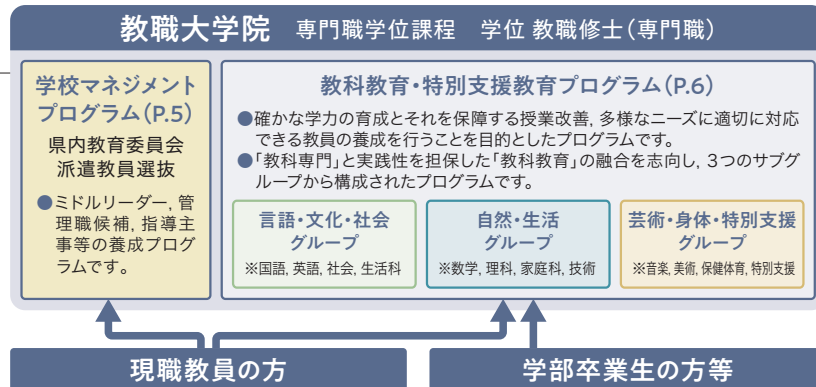 教職大学院 専門職学位課程 学位 教職修士(専門職)
学校マネジメント
プログラム(P.5)
県内教育委員会
派遣教員選抜
●ミドルリーダー, 管
理職候補, 指導主
事等の養成プログ
ラムです。
教科教育・特別支援教育プログラム(P.6)
●確かな学力の育成とそれを保障する授業改善, 多様なニーズに適切に対応
できる教員の養成を行うことを目的としたプログラムです。
●「教科専門」と実践性を担保した「教科教育」の融合を志向し, 3つのサブグ
ループから構成されたプログラムです。
言語・文化・社会
グループ
※国語, 英語, 社会, 生活科
自然・生活
グループ
※数学, 理科, 家庭科, 技術
芸術・身体・特別支援
グループ
※音楽, 美術, 保健体育, 特別支援
現職教員の方
学部卒業生の方等